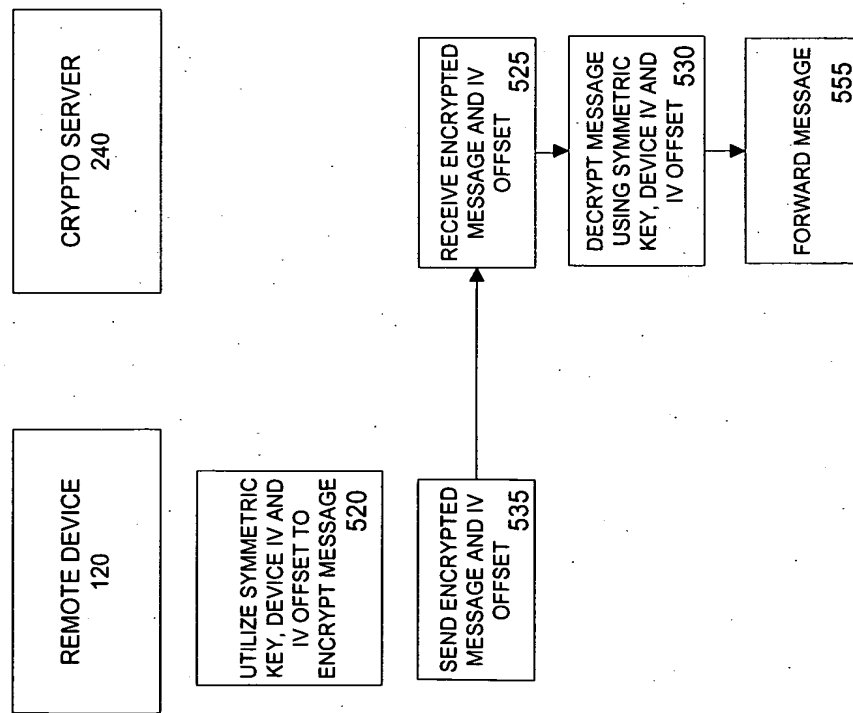 REMOTE DEVICE
120
CRYPTO SERVER
240
UTILIZE SYMMETRIC
KEY, DEVICE IV AND
IV OFFSET TO
ENCRYPT MESSAGE
520
SEND ENCRYPTED
MESSAGE AND IV
OFFSET
535
RECEIVE ENCRYPTED
MESSAGE AND IV
OFFSET
525
DECRYPT MESSAGE
USING SYMMETRIC
KEY, DEVICE IV AND
IV OFFSET
530
FORWARD MESSAGE
555